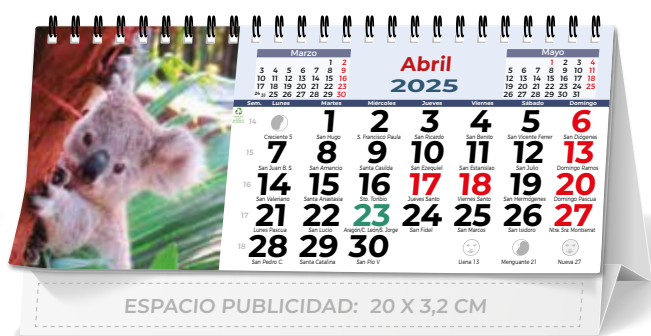 Marzo
1 2
3 4 5 6 7 8 9
10 11 12 13 14 15 16
17 18 19 20 21 22 23
24 31 25 26 27 28 29 30
Abril
2025
Mayo
1 2 3 4
5 6 7 8 9 10 11
12 13 14 15 16 17 18
19 20 21 22 23 24 25
26 27 28 29 30 31
Sem. Lunes Martes Miércoles Jueves Viernes Sábado Domingo
14 1 2 3 4 5 6
Creciente 5 San Hugo S. Francisco Paula San Ricardo San Benito San Vicente Ferrer San Diógenes
15 7 8 9 10 11 12 13
San Juan B. S. San Amancio Santa Casilda San Ezequiel San Estanislao San Julio Domingo Ramos
16 14 15 16 17 18 19 20
San Valeriano Santa Anastasia Sto. Toribio Jueves Santo Viernes Santo San Hermógenes Domingo Pascua
17 21 22 23 24 25 26 27
Lunes Pascua San Lucio Aragón/C. León/S. Jorge San Fidel San Marcos San Isidoro Ntra. Sra. Montserrat
18 28 29 30
San Pedro C. Santa Catalina San Pío V Llena 13 Menguante 21 Nueva 27
ESPACIO PUBLICIDAD: 20 X 3,2 CM